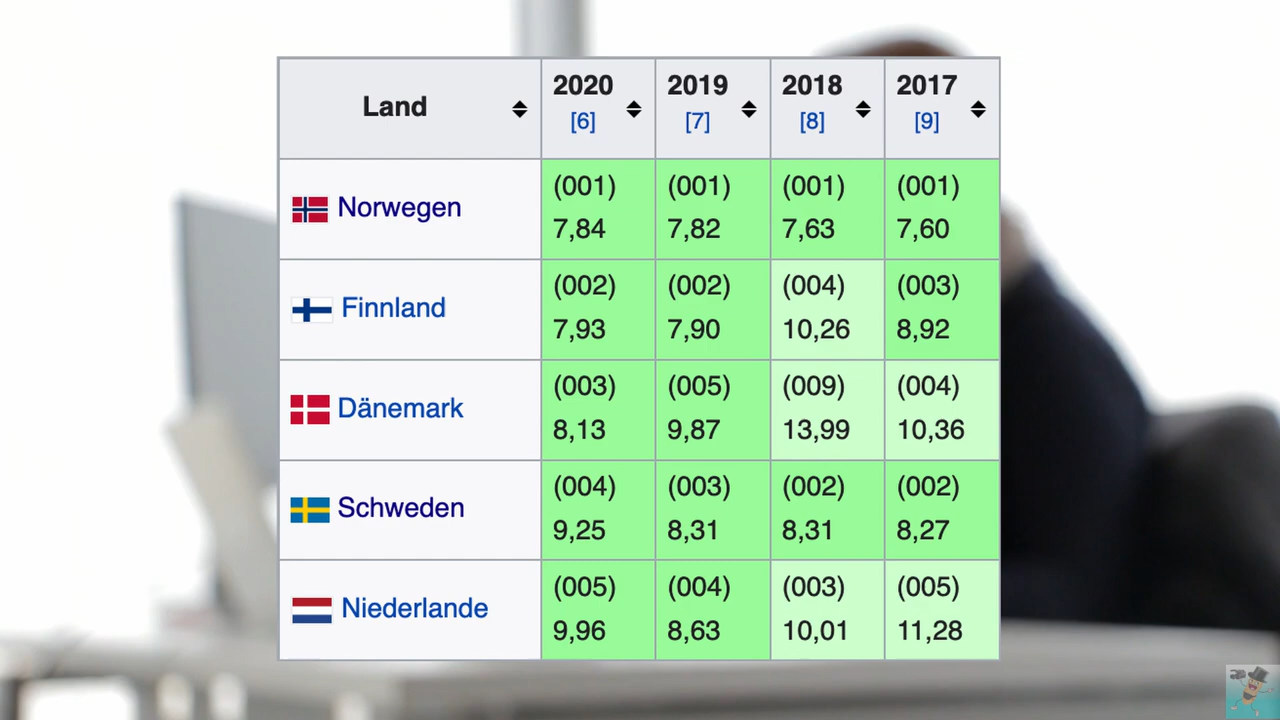 Land 2020 2019 2018 2017
[6] [7] [8] [9]
Norwegen (001) (001) (001) (001)
7,84 7,82 7,63 7,60
Finnland (002) (002) (004) (003)
7,93 7,90 10,26 8,92
Dänemark (003) (005) (009) (004)
8,13 9,87 13,99 10,36
Schweden (004) (003) (002) (002)
9,25 8,31 8,31 8,27
Niederlande (005) (004) (003) (005)
9,96 8,63 10,01 11,28